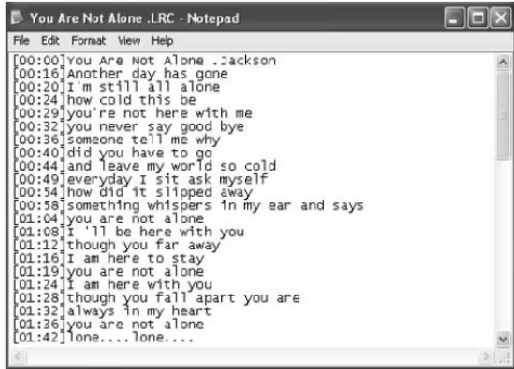 You Are Not Alone .LRC - Notepad
File Edit Format View Help
[00:00]You Are Not Alone .Jackson
[00:16]Another day has gone
[00:20]I'm still all alone
[00:24]how cold this be
[00:29]you're not here with me
[00:32]you never say good bye
[00:36]someone tell me why
[00:40]did you have to go
[00:44]and leave my world so cold
[00:49]everyday I sit ask myself
[00:54]how did it slipped away
[00:58]something whispers in my ear and says
[01:04]you are not alone
[01:08]I 'll be here with you
[01:12]though you far away
[01:16]I am here to stay
[01:19]you are not alone
[01:24]I am here with you
[01:28]though you fall apart you are
[01:32]always in my heart
[01:36]you are not alone
[01:42]lone....lone....